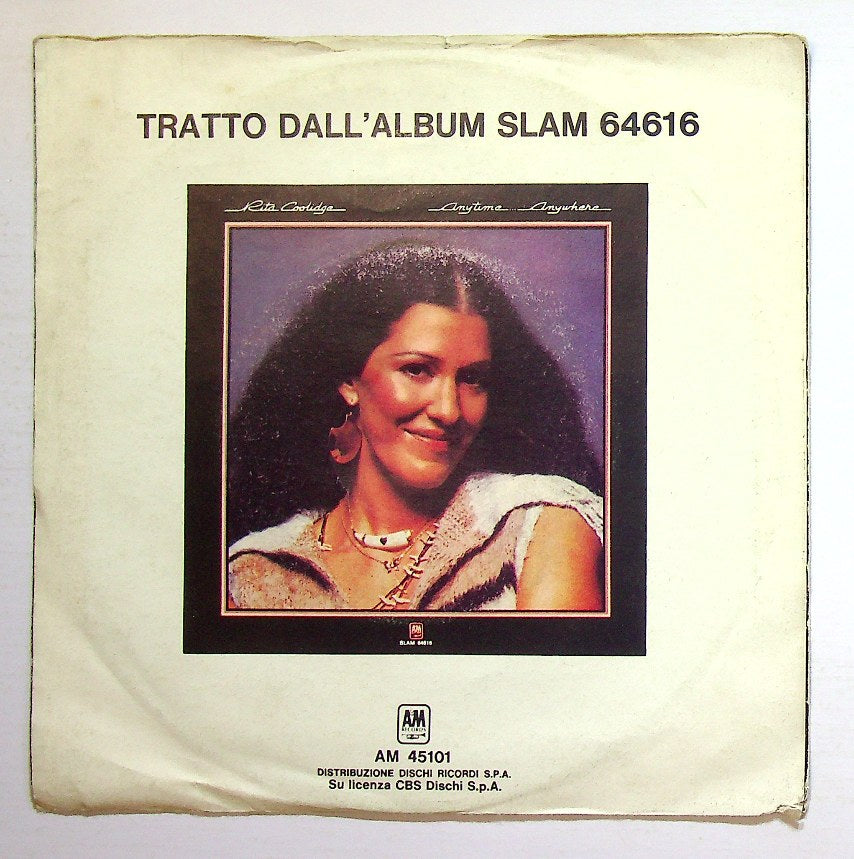 TRATTO DALL'ALBUM SLAM 64616
Rita Coolidge Anytime... Anywhere
A&M
SLAM 64616
A&M
RECORDS
AM 45101
DISTRIBUZIONE DISCHI RICORDI S.P.A.
Su licenza CBS Dischi S.p.A.